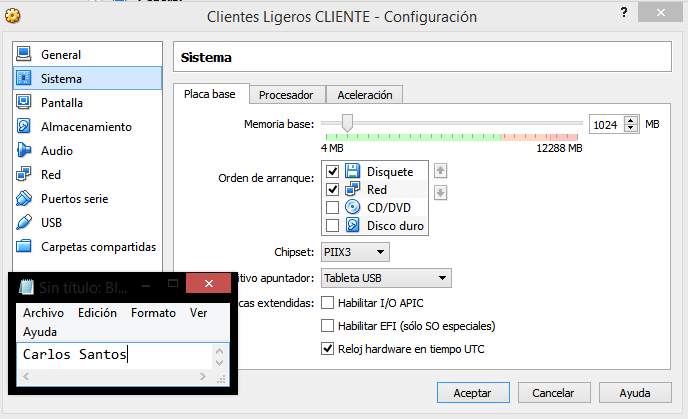 Clientes Ligeros CLIENTE - Configuración
?
General
Sistema
Pantalla
Almacenamiento
Audio
Red
Puertos serie
USB
Carpetas compartidas
Sistema
Placa base Procesador Aceleración
Memoria base: 1024 MB
4 MB 12288 MB
Orden de arranque:
Disquete
Red
CD/DVD
Disco duro
Chipset: PIIX3
itivo apuntador: Tableta USB
cas extendidas: Habilitar I/O APIC
Habilitar EFI (sólo SO especiales)
Reloj hardware en tiempo UTC
Sin título: Bl...
Archivo Edición Formato Ver
Ayuda
Carlos Santos
Aceptar Cancelar Ayuda